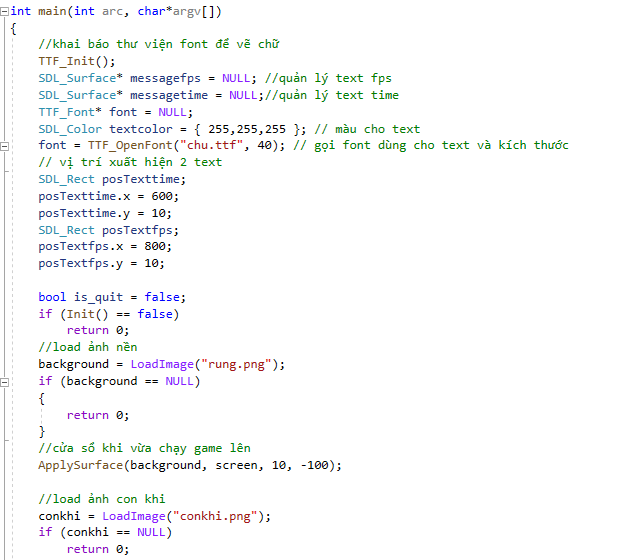 int main(int arc, char*argv[])
{
//khai báo thư viện font để vẽ chữ
TTF_Init();
SDL_Surface* messagefps = NULL; //quản lý text fps
SDL_Surface* messagetime = NULL;//quản lý text time
TTF_Font* font = NULL;
SDL_Color textcolor = { 255,255,255 }; // màu cho text
font = TTF_OpenFont("chu.ttf", 40); // gọi font dùng cho text và kích thước
// vị trí xuất hiện 2 text
SDL_Rect posTexttime;
posTexttime.x = 600;
posTexttime.y = 10;
SDL_Rect posTextfps;
posTextfps.x = 800;
posTextfps.y = 10;
bool is_quit = false;
if (Init() == false)
return 0;
//load ảnh nền
background = LoadImage("rung.png");
if (background == NULL)
{
return 0;
}
//cửa sổ khi vừa chạy game lên
ApplySurface(background, screen, 10, -100);
//load ảnh con khi
conkhi = LoadImage("conkhi.png");
if (conkhi == NULL)
return 0;